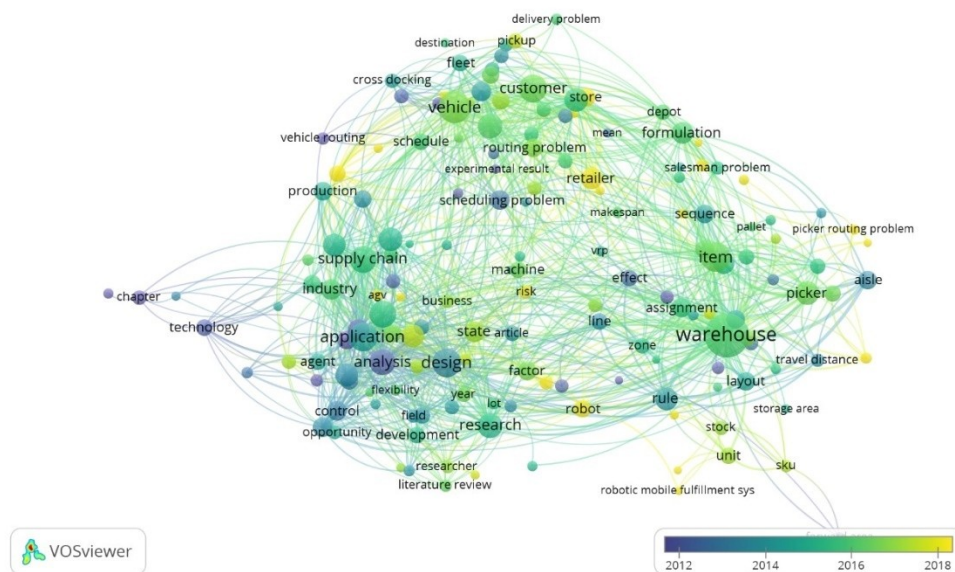 delivery problem
destination
pickup
fleet
cross docking
customer
vehicle
store
depot
vehicle routing
schedule
mean
formulation
routing problem
experimental result
salesman problem
production
retailer
scheduling problem
makespan
sequence
pallet
picker routing problem
supply chain
vrp
item
machine
effect
aisle
chapter
industry
agv
risk
picker
business
assignment
technology
application
state
article
line
warehouse
zone
agent
analysis
design
travel distance
factor
layout
flexibility
year
control
lot
robot
rule
storage area
field
opportunity
development
research
stock
unit
researcher
sku
literature review
robotic mobile fulfillment sys
VOSviewer
2012
2014
2016
2018